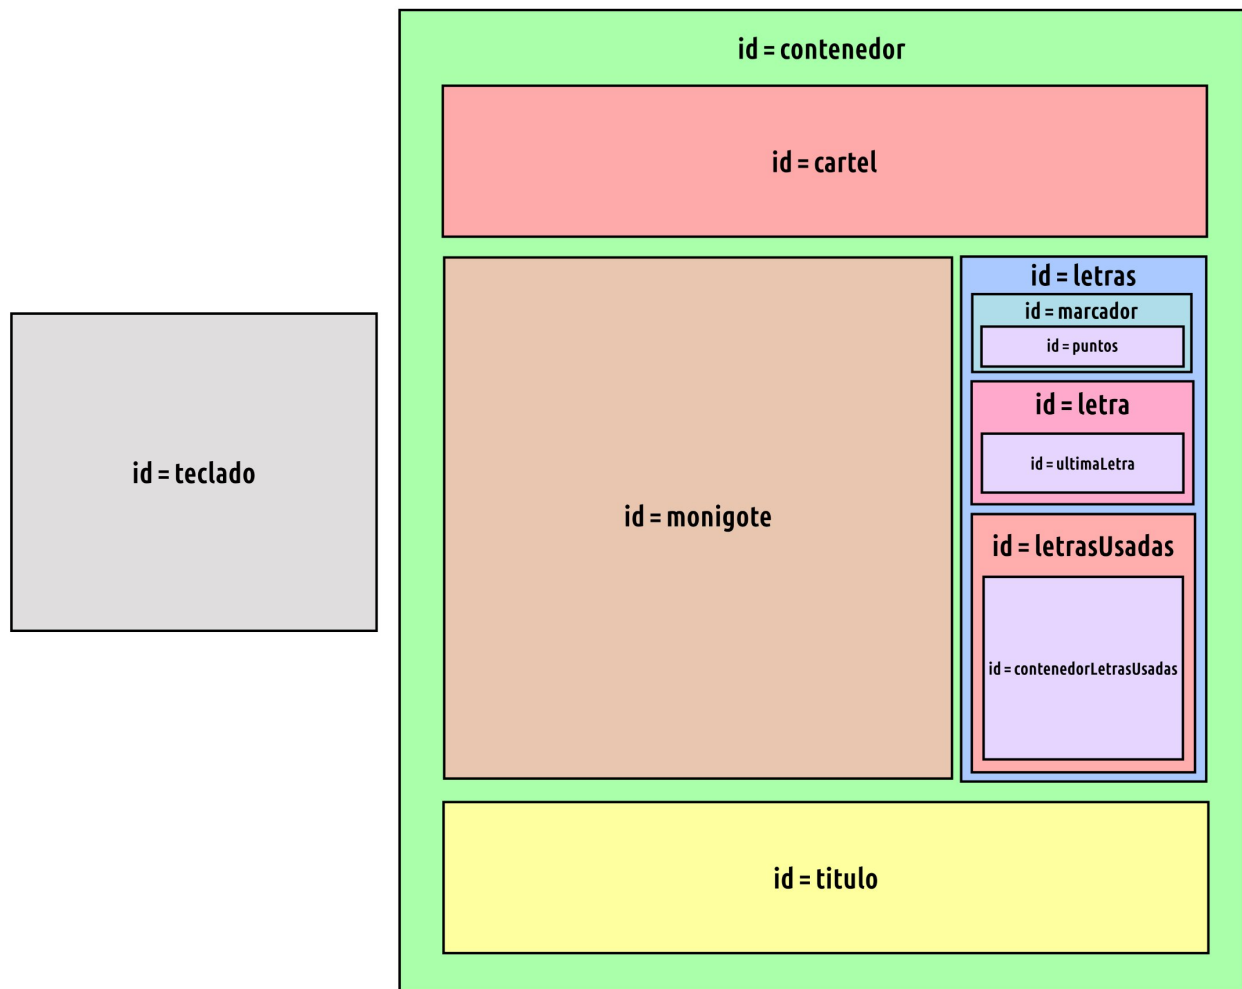 id = contenedor
id = cartel
id = teclado
id = monigote
id = letras
id = marcador
id = puntos
id = letra
id = ultimaLetra
id = letrasUsadas
id = contenedorLetrasUsadas
id = titulo